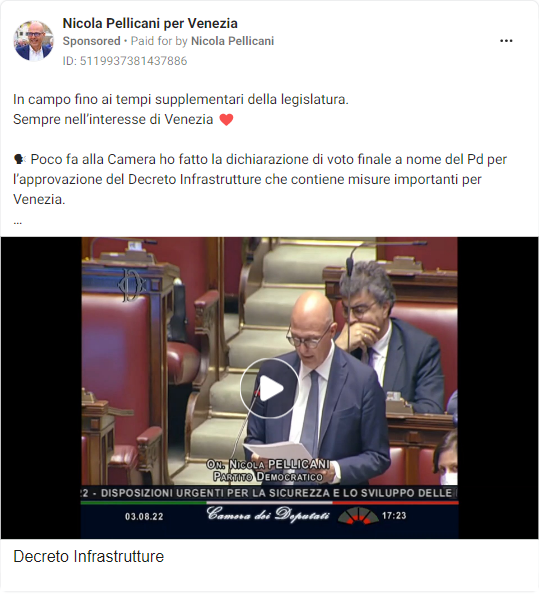 Nicola Pellicani per Venezia
Sponsored • Paid for by Nicola Pellicani
ID: 5119937381437886
In campo fino ai tempi supplementari della legislatura.
Sempre nell'interesse di Venezia ❤️
🗣 Poco fa alla Camera ho fatto la dichiarazione di voto finale a nome del Pd per
l'approvazione del Decreto Infrastrutture che contiene misure importanti per
Venezia.
...
On. Nicola PELLICANI
Partito Democratico
22 - DISPOSIZIONI URGENTI PER LA SICUREZZA E LO SVILUPPO DELLE
03.08.22 Camera dei Deputati 17:23
Decreto Infrastrutture